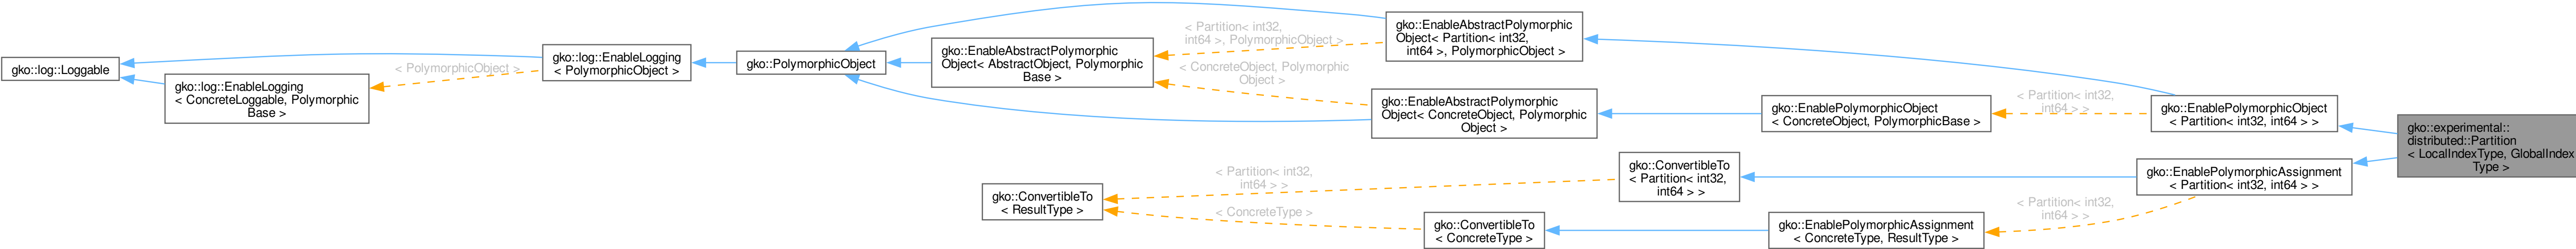 gko::log::Loggable
gko::log::EnableLogging
< ConcreteLoggable, Polymorphic
Base >
< PolymorphicObject >
gko::log::EnableLogging
< PolymorphicObject >
gko::PolymorphicObject
gko::EnableAbstractPolymorphic
Object< AbstractObject, Polymorphic
Base >
< Partition< int32,
int64 >, PolymorphicObject >
< ConcreteObject, Polymorphic
Object >
gko::EnableAbstractPolymorphic
Object< Partition< int32,
int64 >, PolymorphicObject >
gko::EnableAbstractPolymorphic
Object< ConcreteObject, Polymorphic
Object >
gko::EnablePolymorphicObject
< ConcreteObject, PolymorphicBase >
< Partition< int32,
int64 > >
gko::EnablePolymorphicObject
< Partition< int32, int64 > >
gko::experimental::
distributed::Partition
< LocalIndexType, GlobalIndex
Type >
gko::ConvertibleTo
< ResultType >
< Partition< int32,
int64 > >
< ConcreteType >
gko::ConvertibleTo
< Partition< int32,
int64 > >
gko::ConvertibleTo
< ConcreteType >
gko::EnablePolymorphicAssignment
< ConcreteType, ResultType >
< Partition< int32,
int64 > >
gko::EnablePolymorphicAssignment
< Partition< int32, int64 > >